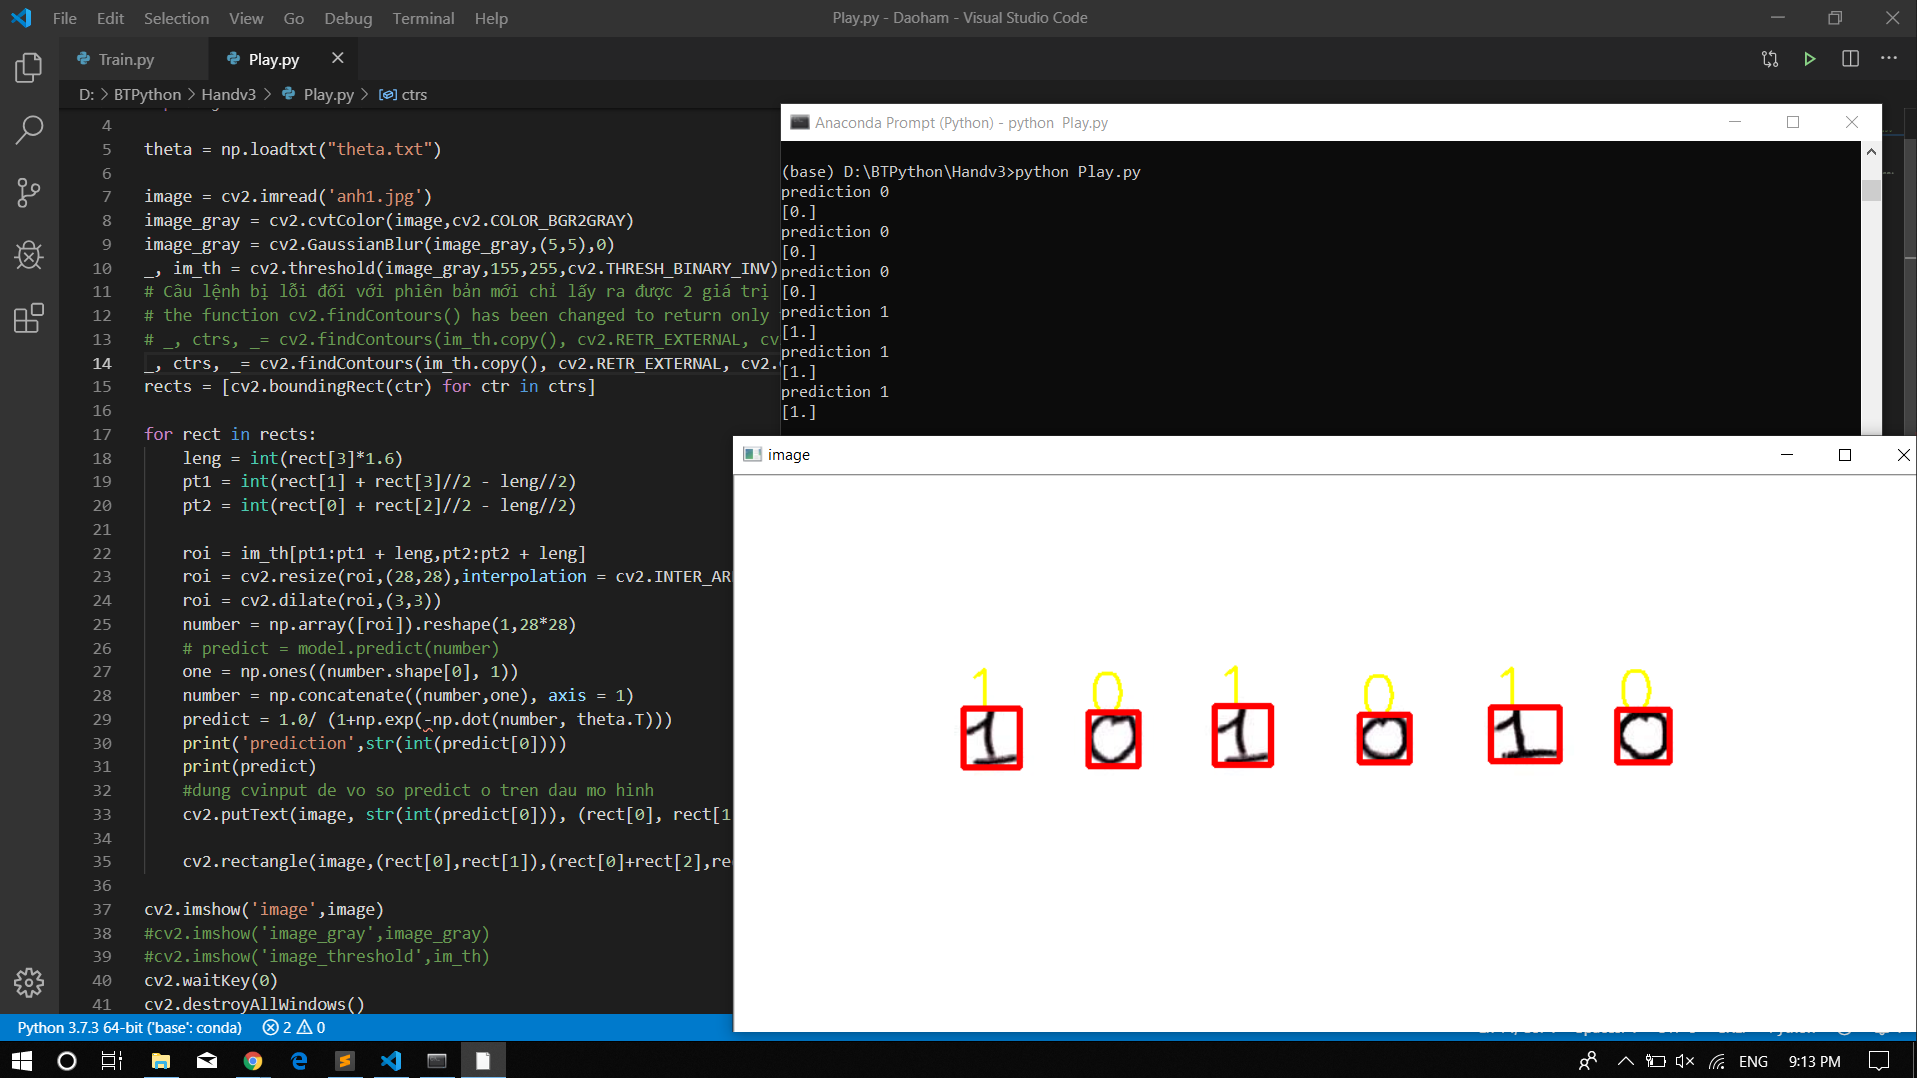 File Edit Selection View Go Debug Terminal Help
Play.py - Daoham - Visual Studio Code
Train.py
Play.py
D: > BTPython > Handv3 > Play.py > ctrs
4
5 theta = np.loadtxt("theta.txt")
6
7 image = cv2.imread('anh1.jpg')
8 image_gray = cv2.cvtColor(image,cv2.COLOR_BGR2GRAY)
9 image_gray = cv2.GaussianBlur(image_gray,(5,5),0)
10 _, im_th = cv2.threshold(image_gray,155,255,cv2.THRESH_BINARY_INV)
11 # Câu lệnh bị lỗi đối với phiên bản mới chỉ lấy ra được 2 giá trị
12 # the function cv2.findContours() has been changed to return only
13 # _, ctrs, _= cv2.findContours(im_th.copy(), cv2.RETR_EXTERNAL, cv
14 _, ctrs, _= cv2.findContours(im_th.copy(), cv2.RETR_EXTERNAL, cv2.
15 rects = [cv2.boundingRect(ctr) for ctr in ctrs]
16
17 for rect in rects:
18 leng = int(rect[3]*1.6)
19 pt1 = int(rect[1] + rect[3]//2 - leng//2)
20 pt2 = int(rect[0] + rect[2]//2 - leng//2)
21
22 roi = im_th[pt1:pt1 + leng,pt2:pt2 + leng]
23 roi = cv2.resize(roi,(28,28),interpolation = cv2.INTER_AR
24 roi = cv2.dilate(roi,(3,3))
25 number = np.array([roi]).reshape(1,28*28)
26 # predict = model.predict(number)
27 one = np.ones((number.shape[0], 1))
28 number = np.concatenate((number,one), axis = 1)
29 predict = 1.0/ (1+np.exp(-np.dot(number, theta.T)))
30 print('prediction',str(int(predict[0])))
31 print(predict)
32 #dung cvinput de vo so predict o tren dau mo hinh
33 cv2.putText(image, str(int(predict[0])), (rect[0], rect[1
34
35 cv2.rectangle(image,(rect[0],rect[1]),(rect[0]+rect[2],re
36
37 cv2.imshow('image',image)
38 #cv2.imshow('image_gray',image_gray)
39 #cv2.imshow('image_threshold',im_th)
40 cv2.waitKey(0)
41 cv2.destroyAllWindows()
Anaconda Prompt (Python) - python Play.py
(base) D:\BTPython\Handv3>python Play.py
prediction 0
[0.]
prediction 0
[0.]
prediction 0
[0.]
prediction 1
[1.]
prediction 1
[1.]
prediction 1
[1.]
image
1 0 1 0 1 0
1 0 1 0 1 0
Python 3.7.3 64-bit ('base': conda) 2 0
ENG 9:13 PM